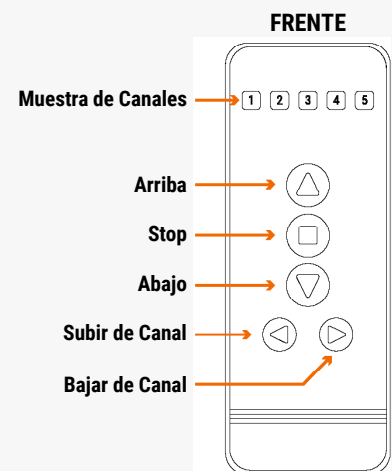 FRENTE
Muestra de Canales
1 2 3 4 5
Arriba
Stop
Abajo
Subir de Canal
Bajar de Canal